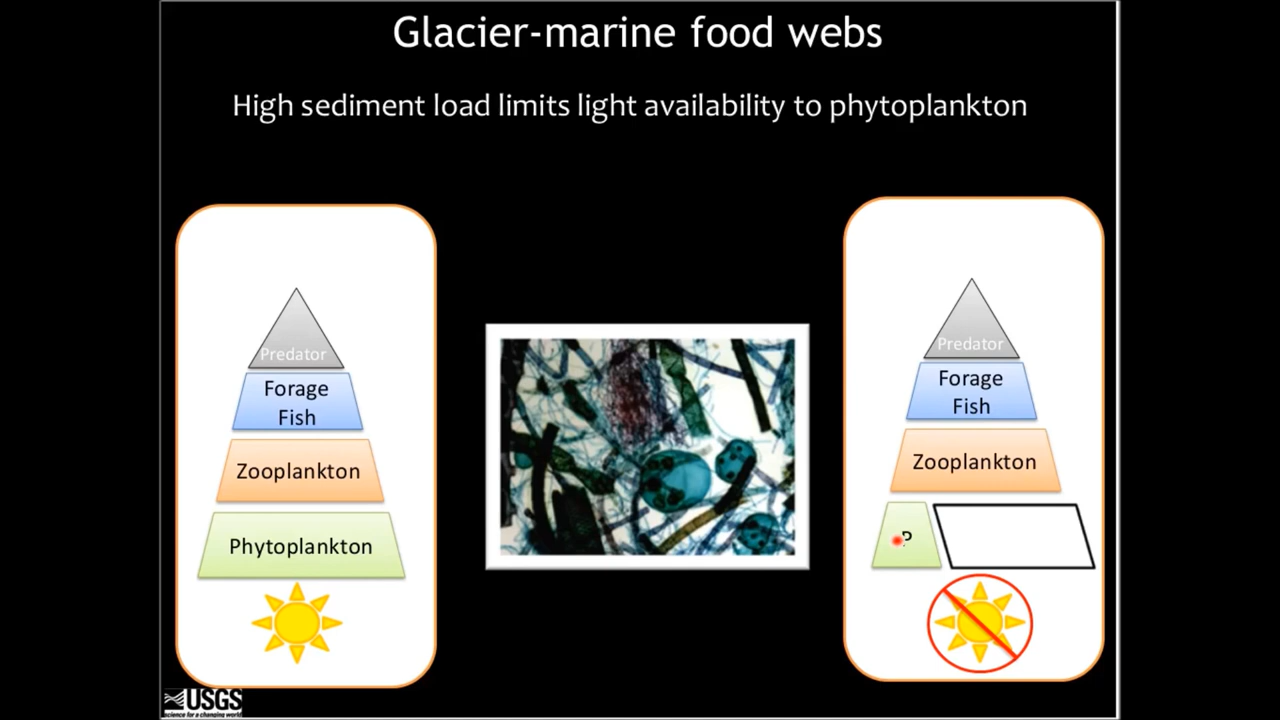 Glacier-marine food webs
High sediment load limits light availability to phytoplankton
Predator
Forage
Fish
Zooplankton
Phytoplankton
Predator
Forage
Fish
Zooplankton
P
USGS
science for a changing world